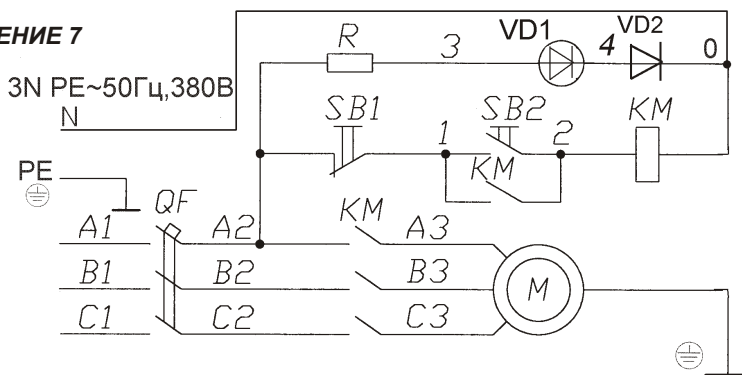 ЕНИЕ 7
3N PE~50Гц,380В
N
R
3
VD1
4
VD2
0
SB1
1
SB2
2
KM
KM
PE
QF
A1
A2
KM
A3
B1
B2
B3
M
C1
C2
C3